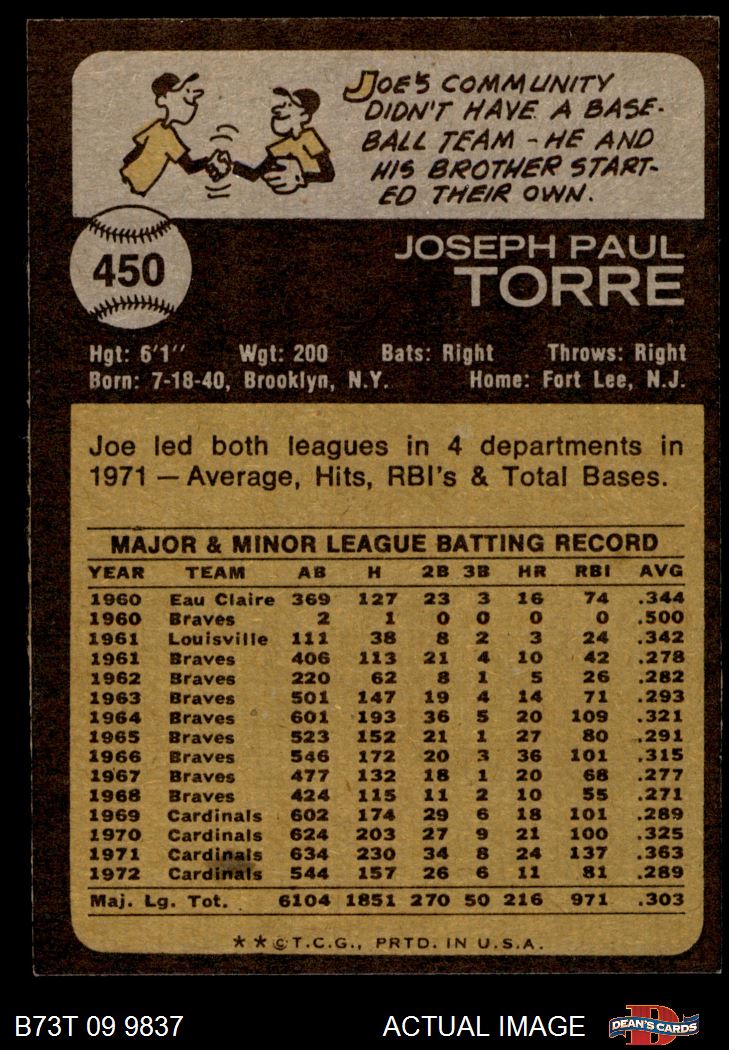 JOE'S COMMUNITY
DIDN'T HAVE A BASE-
BALL TEAM - HE AND
HIS BROTHER START-
ED THEIR OWN.
450
JOSEPH PAUL
TORRE
Hgt: 6'1" Wgt: 200 Bats: Right Throws: Right
Born: 7-18-40, Brooklyn, N.Y. Home: Fort Lee, N.J.
Joe led both leagues in 4 departments in
1971 — Average, Hits, RBI's & Total Bases.
MAJOR & MINOR LEAGUE BATTING RECORD
YEAR TEAM AB H 2B 3B HR RBI AVG
1960 Eau Claire 369 127 23 3 16 74 .344
1960 Braves 2 1 0 0 0 0 .500
1961 Louisville 111 38 8 2 3 24 .342
1961 Braves 406 113 21 4 10 42 .278
1962 Braves 220 62 8 1 5 26 .282
1963 Braves 501 147 19 4 14 71 .293
1964 Braves 601 193 36 5 20 109 .321
1965 Braves 523 152 21 1 27 80 .291
1966 Braves 546 172 20 3 36 101 .315
1967 Braves 477 132 18 1 20 68 .277
1968 Braves 424 115 11 2 10 55 .271
1969 Cardinals 602 174 29 6 18 101 .289
1970 Cardinals 624 203 27 9 21 100 .325
1971 Cardinals 634 230 34 8 24 137 .363
1972 Cardinals 544 157 26 6 11 81 .289
Maj. Lg. Tot. 6104 1851 270 50 216 971 .303
**©T.C.G., PRTD. IN U.S.A.
B73T 09 9837 ACTUAL IMAGE DEAN'S CARDS